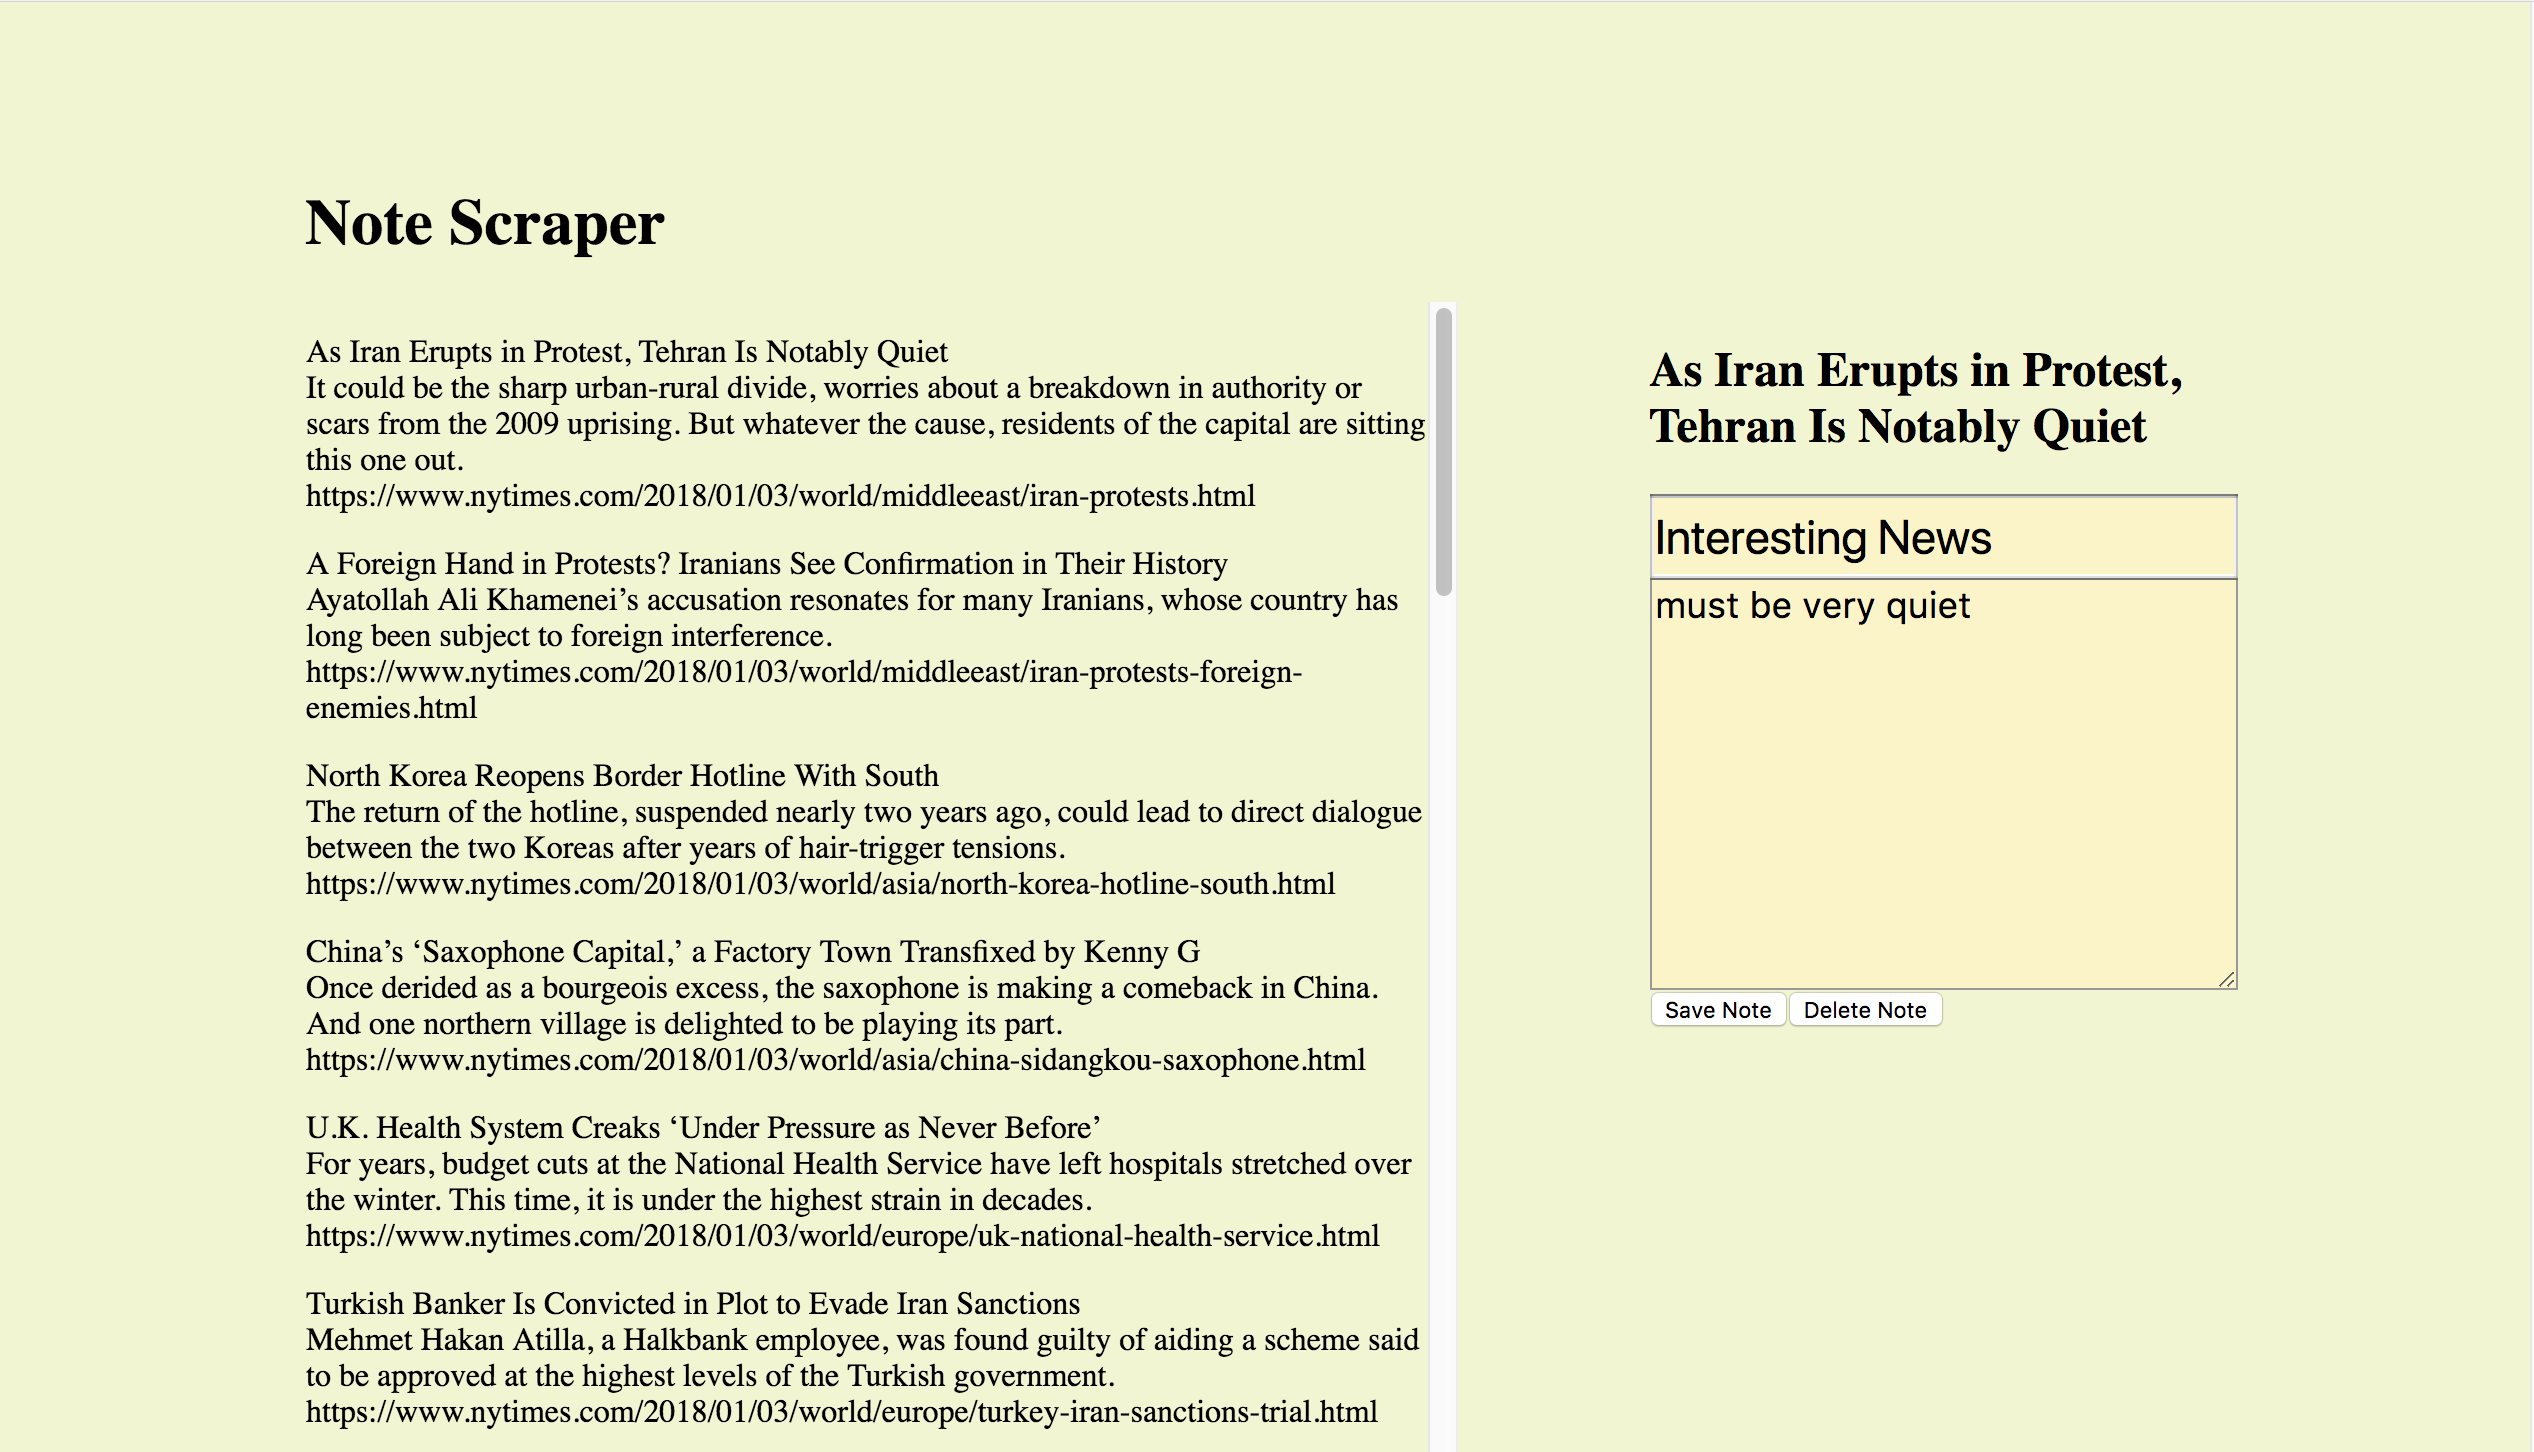 Note Scraper
As Iran Erupts in Protest, Tehran Is Notably Quiet
It could be the sharp urban-rural divide, worries about a breakdown in authority or
scars from the 2009 uprising. But whatever the cause, residents of the capital are sitting
this one out.
https://www.nytimes.com/2018/01/03/world/middleeast/iran-protests.html
A Foreign Hand in Protests? Iranians See Confirmation in Their History
Ayatollah Ali Khamenei’s accusation resonates for many Iranians, whose country has
long been subject to foreign interference.
https://www.nytimes.com/2018/01/03/world/middleeast/iran-protests-foreign-
enemies.html
North Korea Reopens Border Hotline With South
The return of the hotline, suspended nearly two years ago, could lead to direct dialogue
between the two Koreas after years of hair-trigger tensions.
https://www.nytimes.com/2018/01/03/world/asia/north-korea-hotline-south.html
China’s ‘Saxophone Capital,’ a Factory Town Transfixed by Kenny G
Once derided as a bourgeois excess, the saxophone is making a comeback in China.
And one northern village is delighted to be playing its part.
https://www.nytimes.com/2018/01/03/world/asia/china-sidangkou-saxophone.html
U.K. Health System Creaks ‘Under Pressure as Never Before’
For years, budget cuts at the National Health Service have left hospitals stretched over
the winter. This time, it is under the highest strain in decades.
https://www.nytimes.com/2018/01/03/world/europe/uk-national-health-service.html
Turkish Banker Is Convicted in Plot to Evade Iran Sanctions
Mehmet Hakan Atilla, a Halkbank employee, was found guilty of aiding a scheme said
to be approved at the highest levels of the Turkish government.
https://www.nytimes.com/2018/01/03/world/europe/turkey-iran-sanctions-trial.html
As Iran Erupts in Protest,
Tehran Is Notably Quiet
Interesting News
must be very quiet
Save Note Delete Note